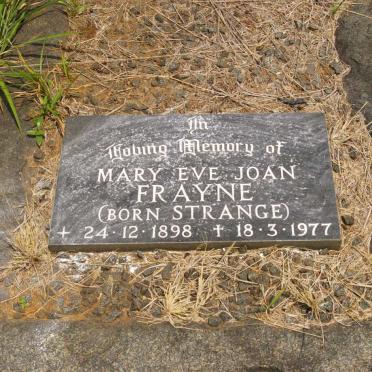 In
Loving Memory of
MARY EVE JOAN
FRAYNE
(BORN STRANGE)
+ 24·12·1898 + 18·3·1977